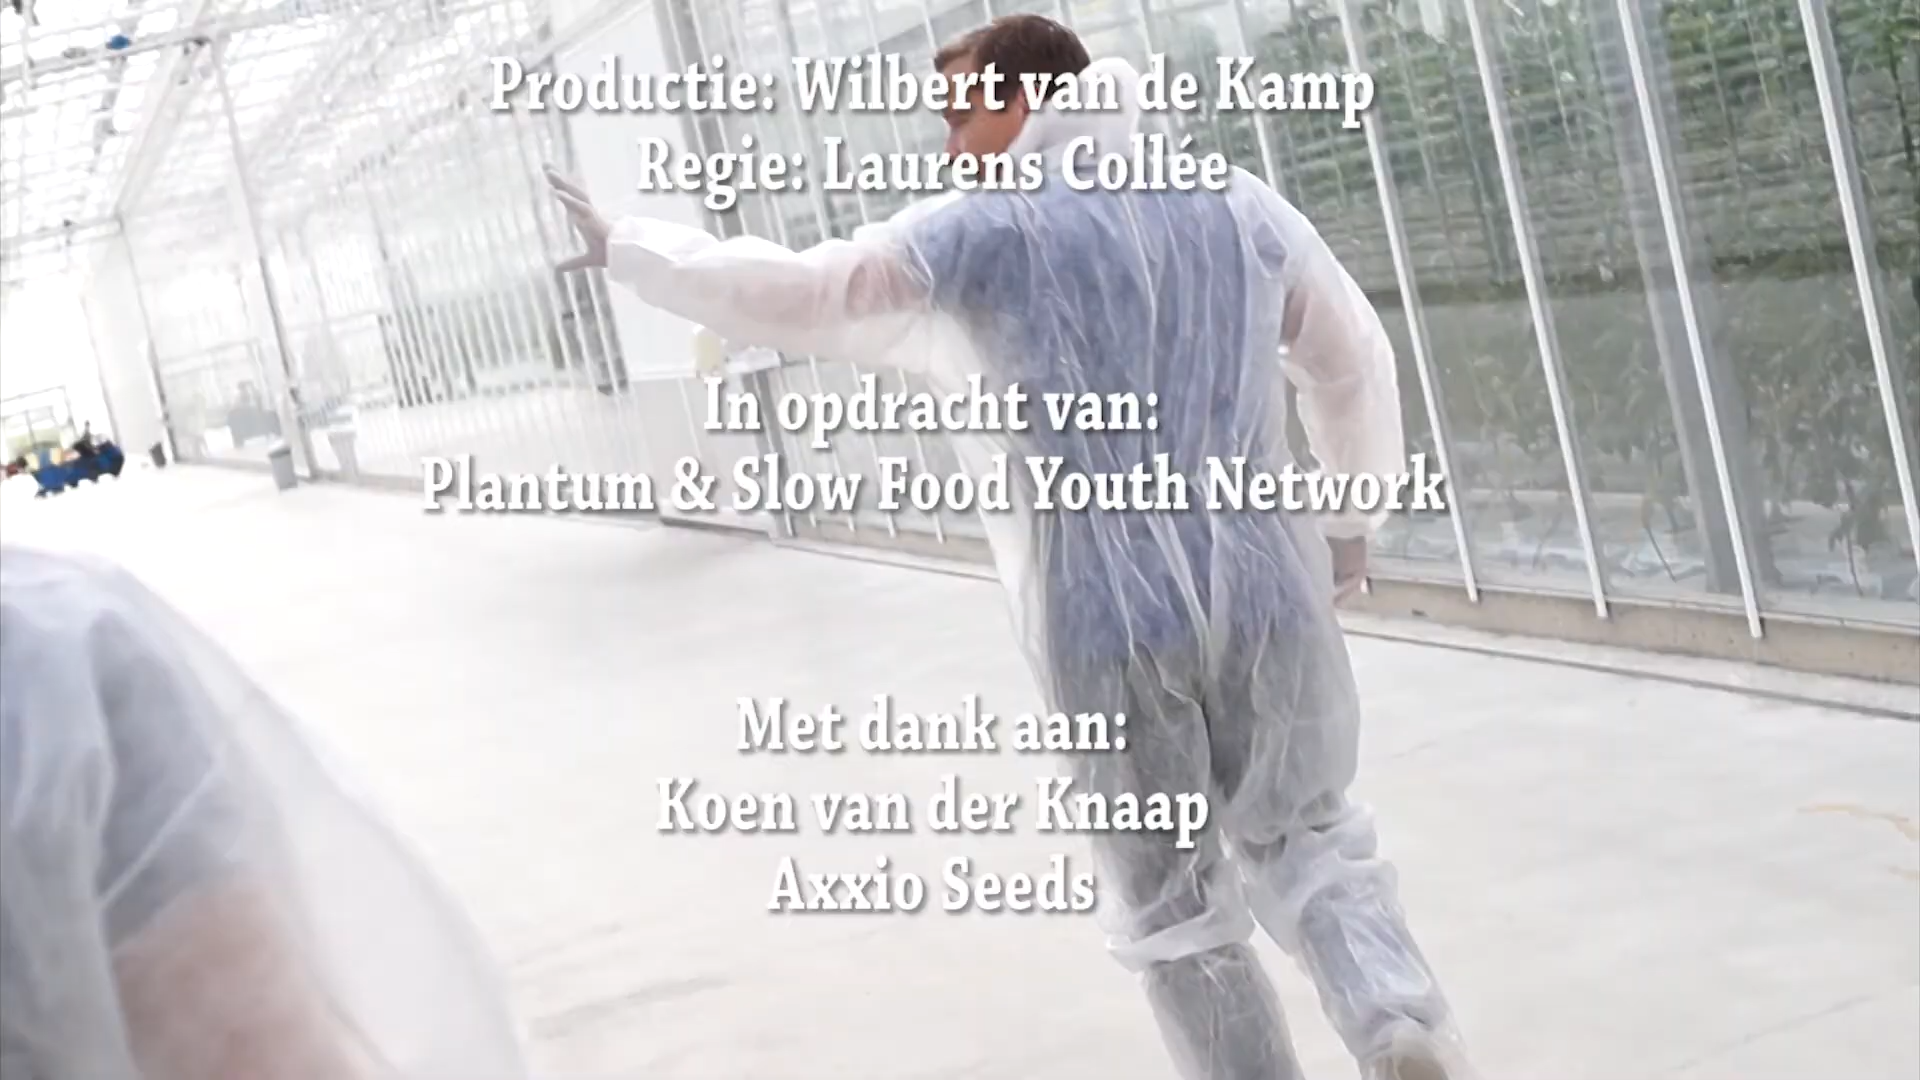 Productie: Wilbert van de Kamp
Regie: Laurens Collée
In opdracht van:
Plantum & Slow Food Youth Network
Met dank aan:
Koen van der Knaap
Axxio Seeds